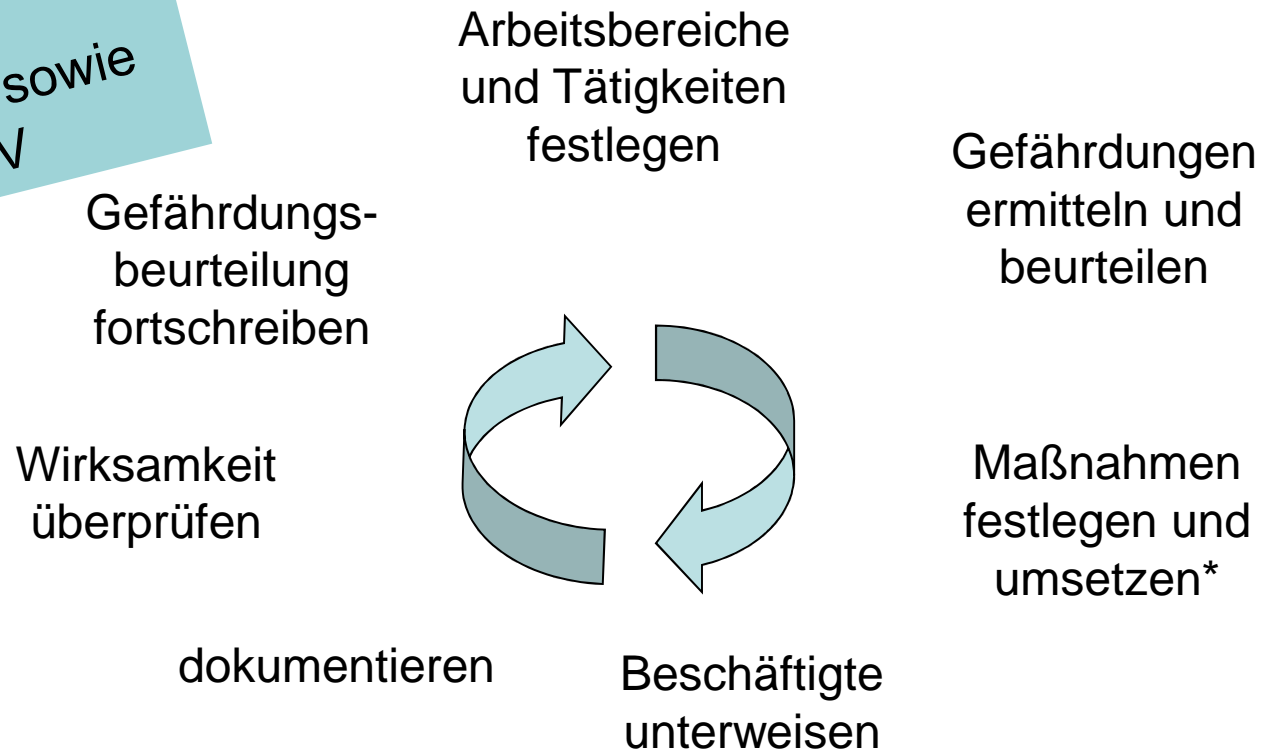 sowie
V
Arbeitsbereiche
und Tätigkeiten
festlegen
Gefährdungen
ermitteln und
beurteilen
Maßnahmen
festlegen und
umsetzen*
Beschäftigte
unterweisen
dokumentieren
Wirksamkeit
überprüfen
Gefährdungs-
beurteilung
fortschreiben